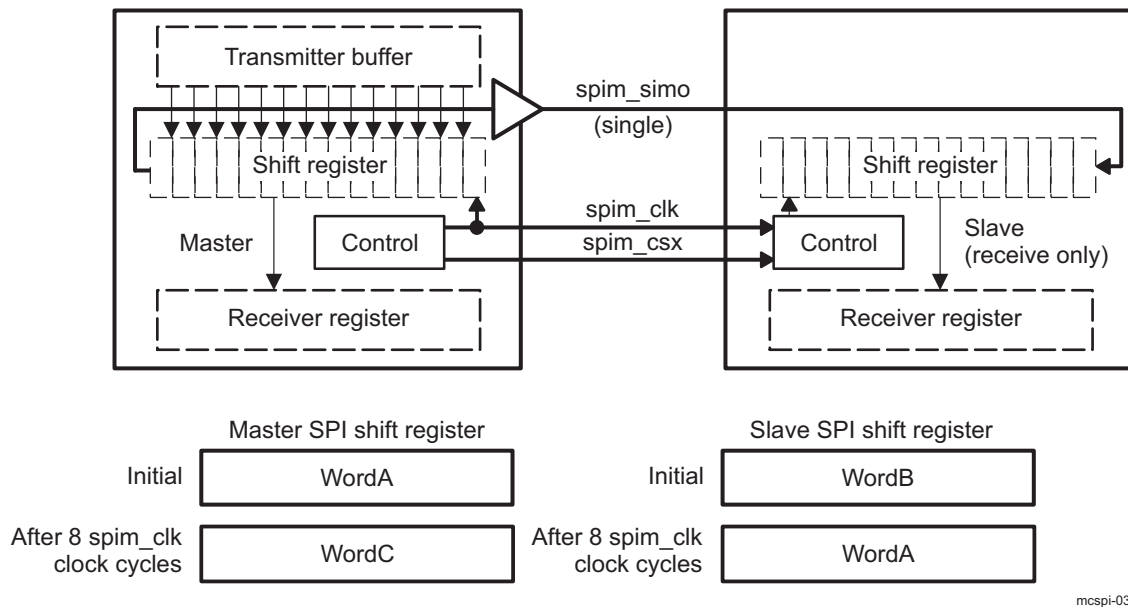 Transmitter buffer
spim_simo
(single)
Shift register
Shift register
spim_clk
Master
Control
spim_csx
Control
Slave
(receive only)
Receiver register
Receiver register
Master SPI shift register
Slave SPI shift register
Initial
WordA
Initial
WordB
After 8 spim_clk
clock cycles
WordC
After 8 spim_clk
clock cycles
WordA